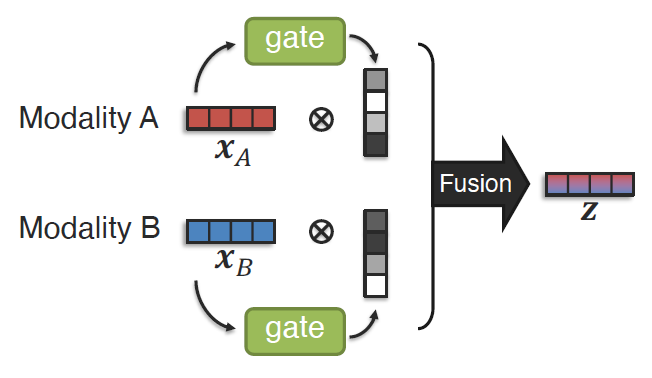 gate
Modality A
⊗
x_A
Fusion
z
Modality B
⊗
x_B
gate